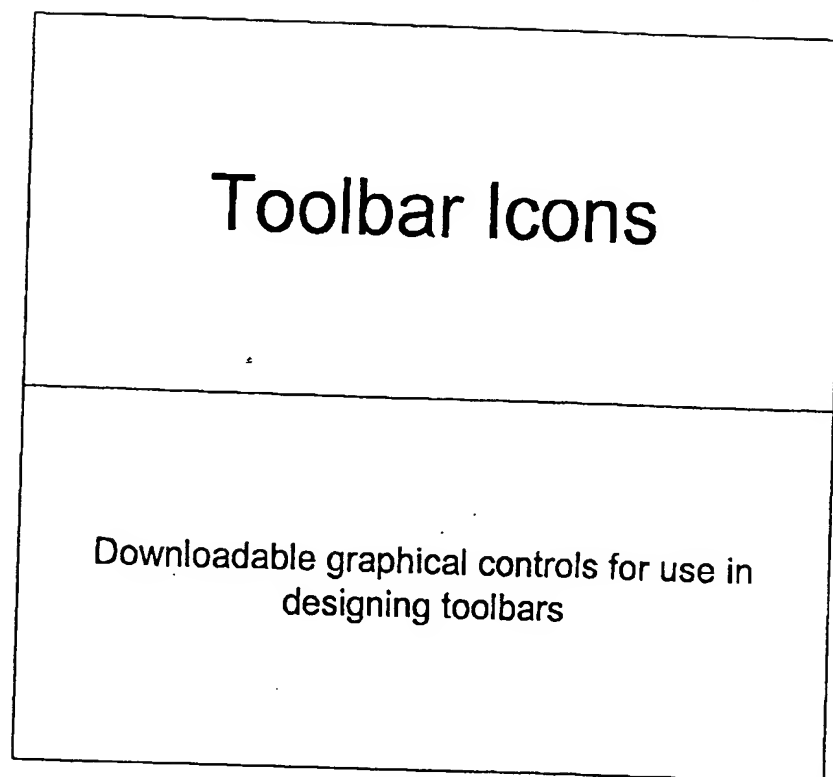 Toolbar Icons
Downloadable graphical controls for use in
designing toolbars